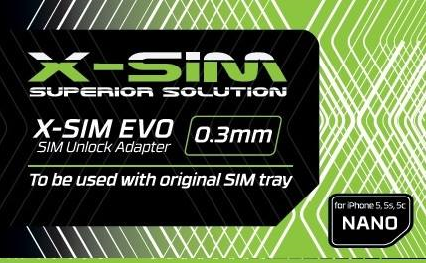 X-SIM
SUPERIOR SOLUTION
X-SIM EVO
SIM Unlock Adapter
0.3mm
To be used with original SIM tray
for iPhone 5, 5s, 5c
NANO